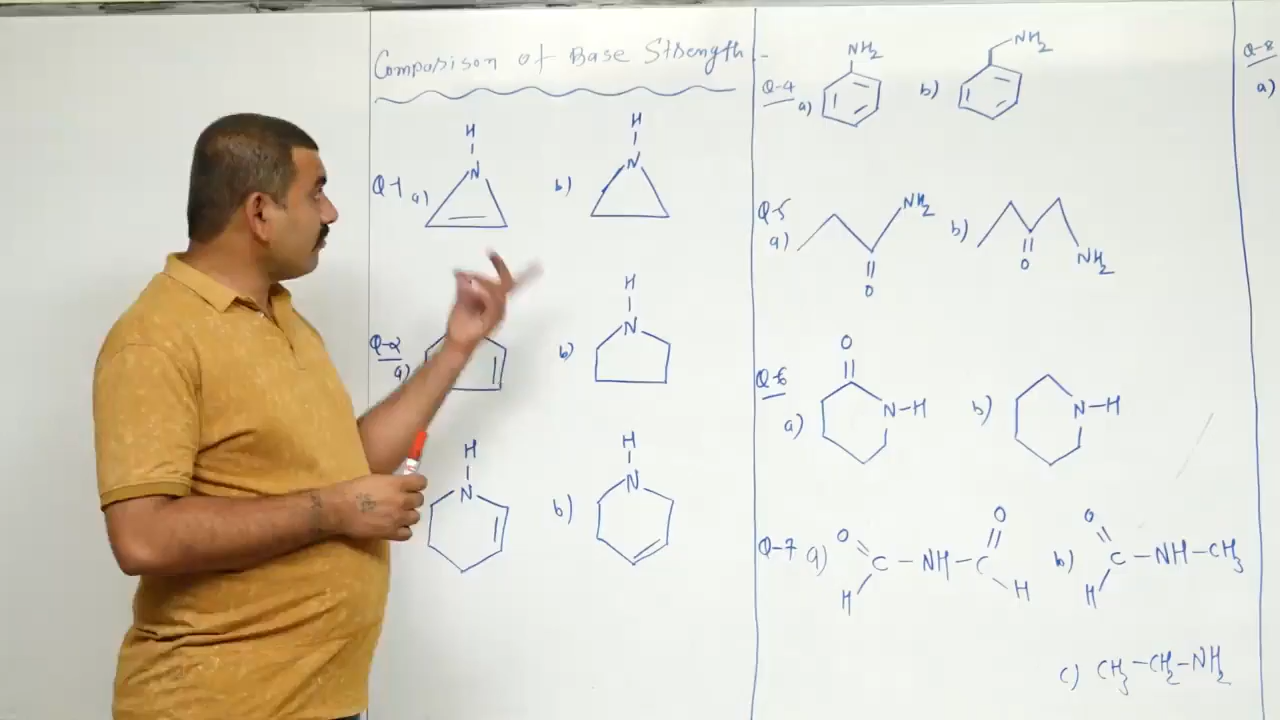 Comparison of Base Strength :-
Q-1 a)
H
N
b)
H
N
Q-2
a)
b)
H
N
H
N
b)
H
N
Q-4
a)
NH2
b)
NH2
Q-5
a)
NH2
O
b)
O
NH2
Q-6
a)
O
N-H
b)
N-H
Q-7 a)
O
C-NH-C
O
H
H
b)
O
C-NH-CH3
H
c) CH3-CH2-NH2
Q-8
a)